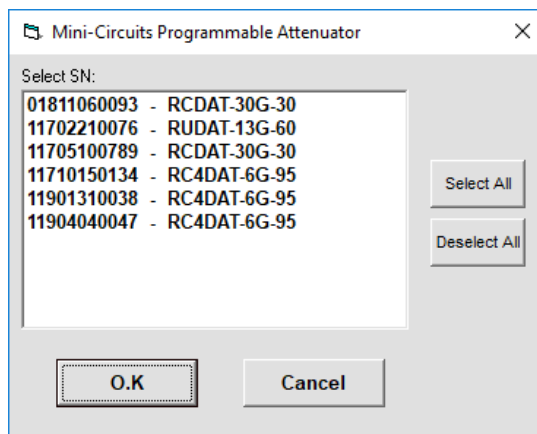 Mini-Circuits Programmable Attenuator
Select SN:
01811060093 - RCDAT-30G-30
11702210076 - RUDAT-13G-60
11705100789 - RCDAT-30G-30
11710150134 - RC4DAT-6G-95
11901310038 - RC4DAT-6G-95
11904040047 - RC4DAT-6G-95
Select All
Deselect All
O.K
Cancel